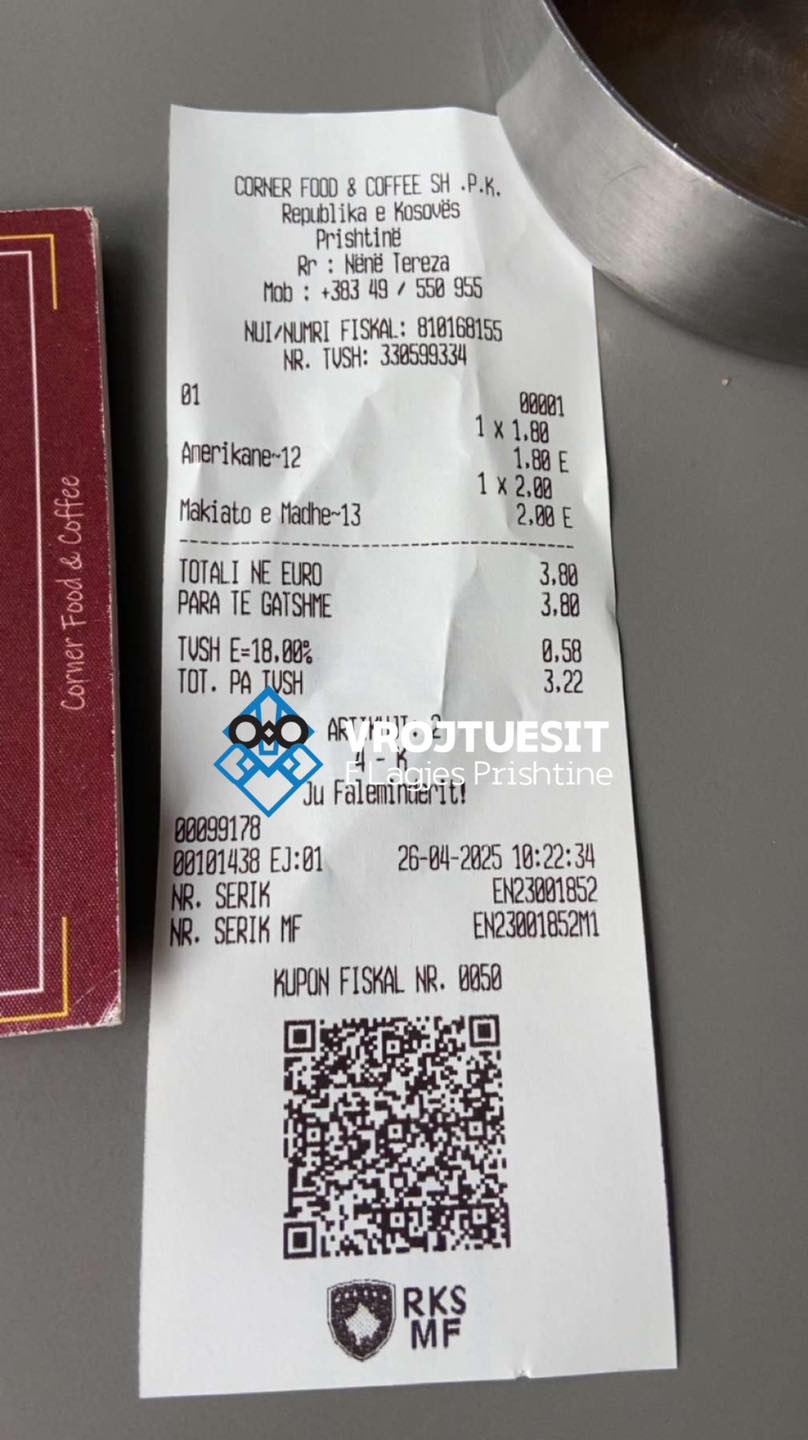 CORNER FOOD & COFFEE SH .P.K.
Republika e Kosovës
Prishtinë
Rr : Nënë Tereza
Mob : +383 49 / 550 955
NUI/NUMRI FISKAL: 810168155
NR. TVSH: 330599334
01 00001
1 X 1.80
Amerikane~12 1.80 E
1 X 2.00
Makiato e Madhe~13 2.00 E
TOTALI NE EURO 3.80
PARA TE GATSHME 3.80
TVSH E=18.00% 0.58
TOT. PA TVSH 3.22
VROJTUESIT
E Lagjes Prishtine
4 - K
Ju Faleminderit!
00099178
00101438 EJ:01 26-04-2025 10:22:34
NR. SERIK EN23001852
NR. SERIK MF EN23001852M1
KUPON FISKAL NR. 0050
RKS
MF
Corner Food & Coffee